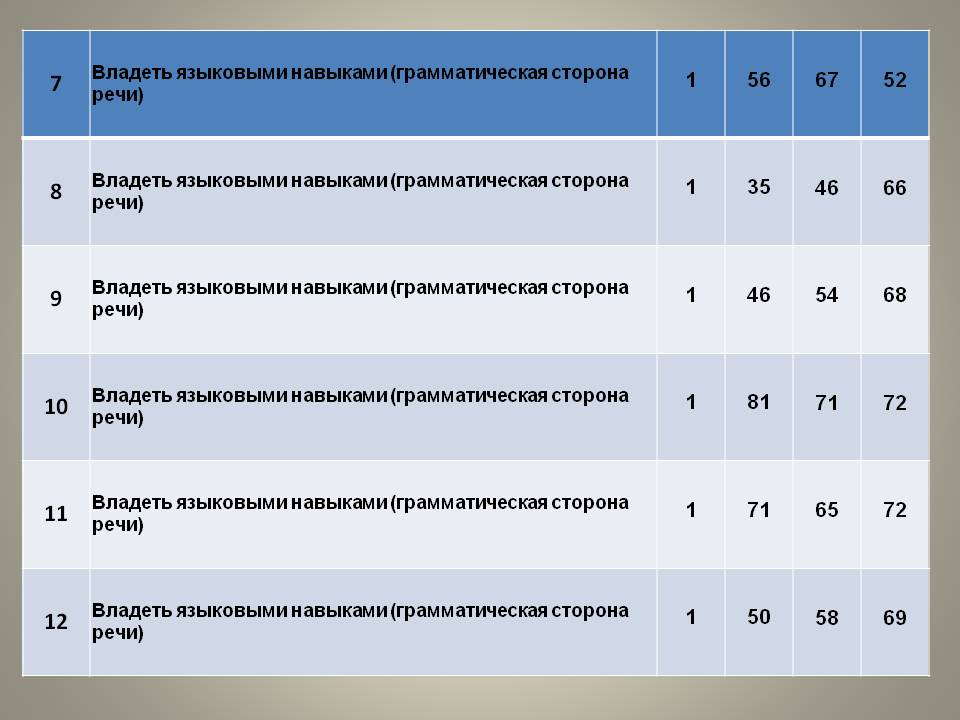 7 Владеть языковыми навыками (грамматическая сторона 1 56 67 52
речи)
8 Владеть языковыми навыками (грамматическая сторона 1 35 46 66
речи)
9 Владеть языковыми навыками (грамматическая сторона 1 46 54 68
речи)
10 Владеть языковыми навыками (грамматическая сторона 1 81 71 72
речи)
11 Владеть языковыми навыками (грамматическая сторона 1 71 65 72
речи)
12 Владеть языковыми навыками (грамматическая сторона 1 50 58 69
речи)